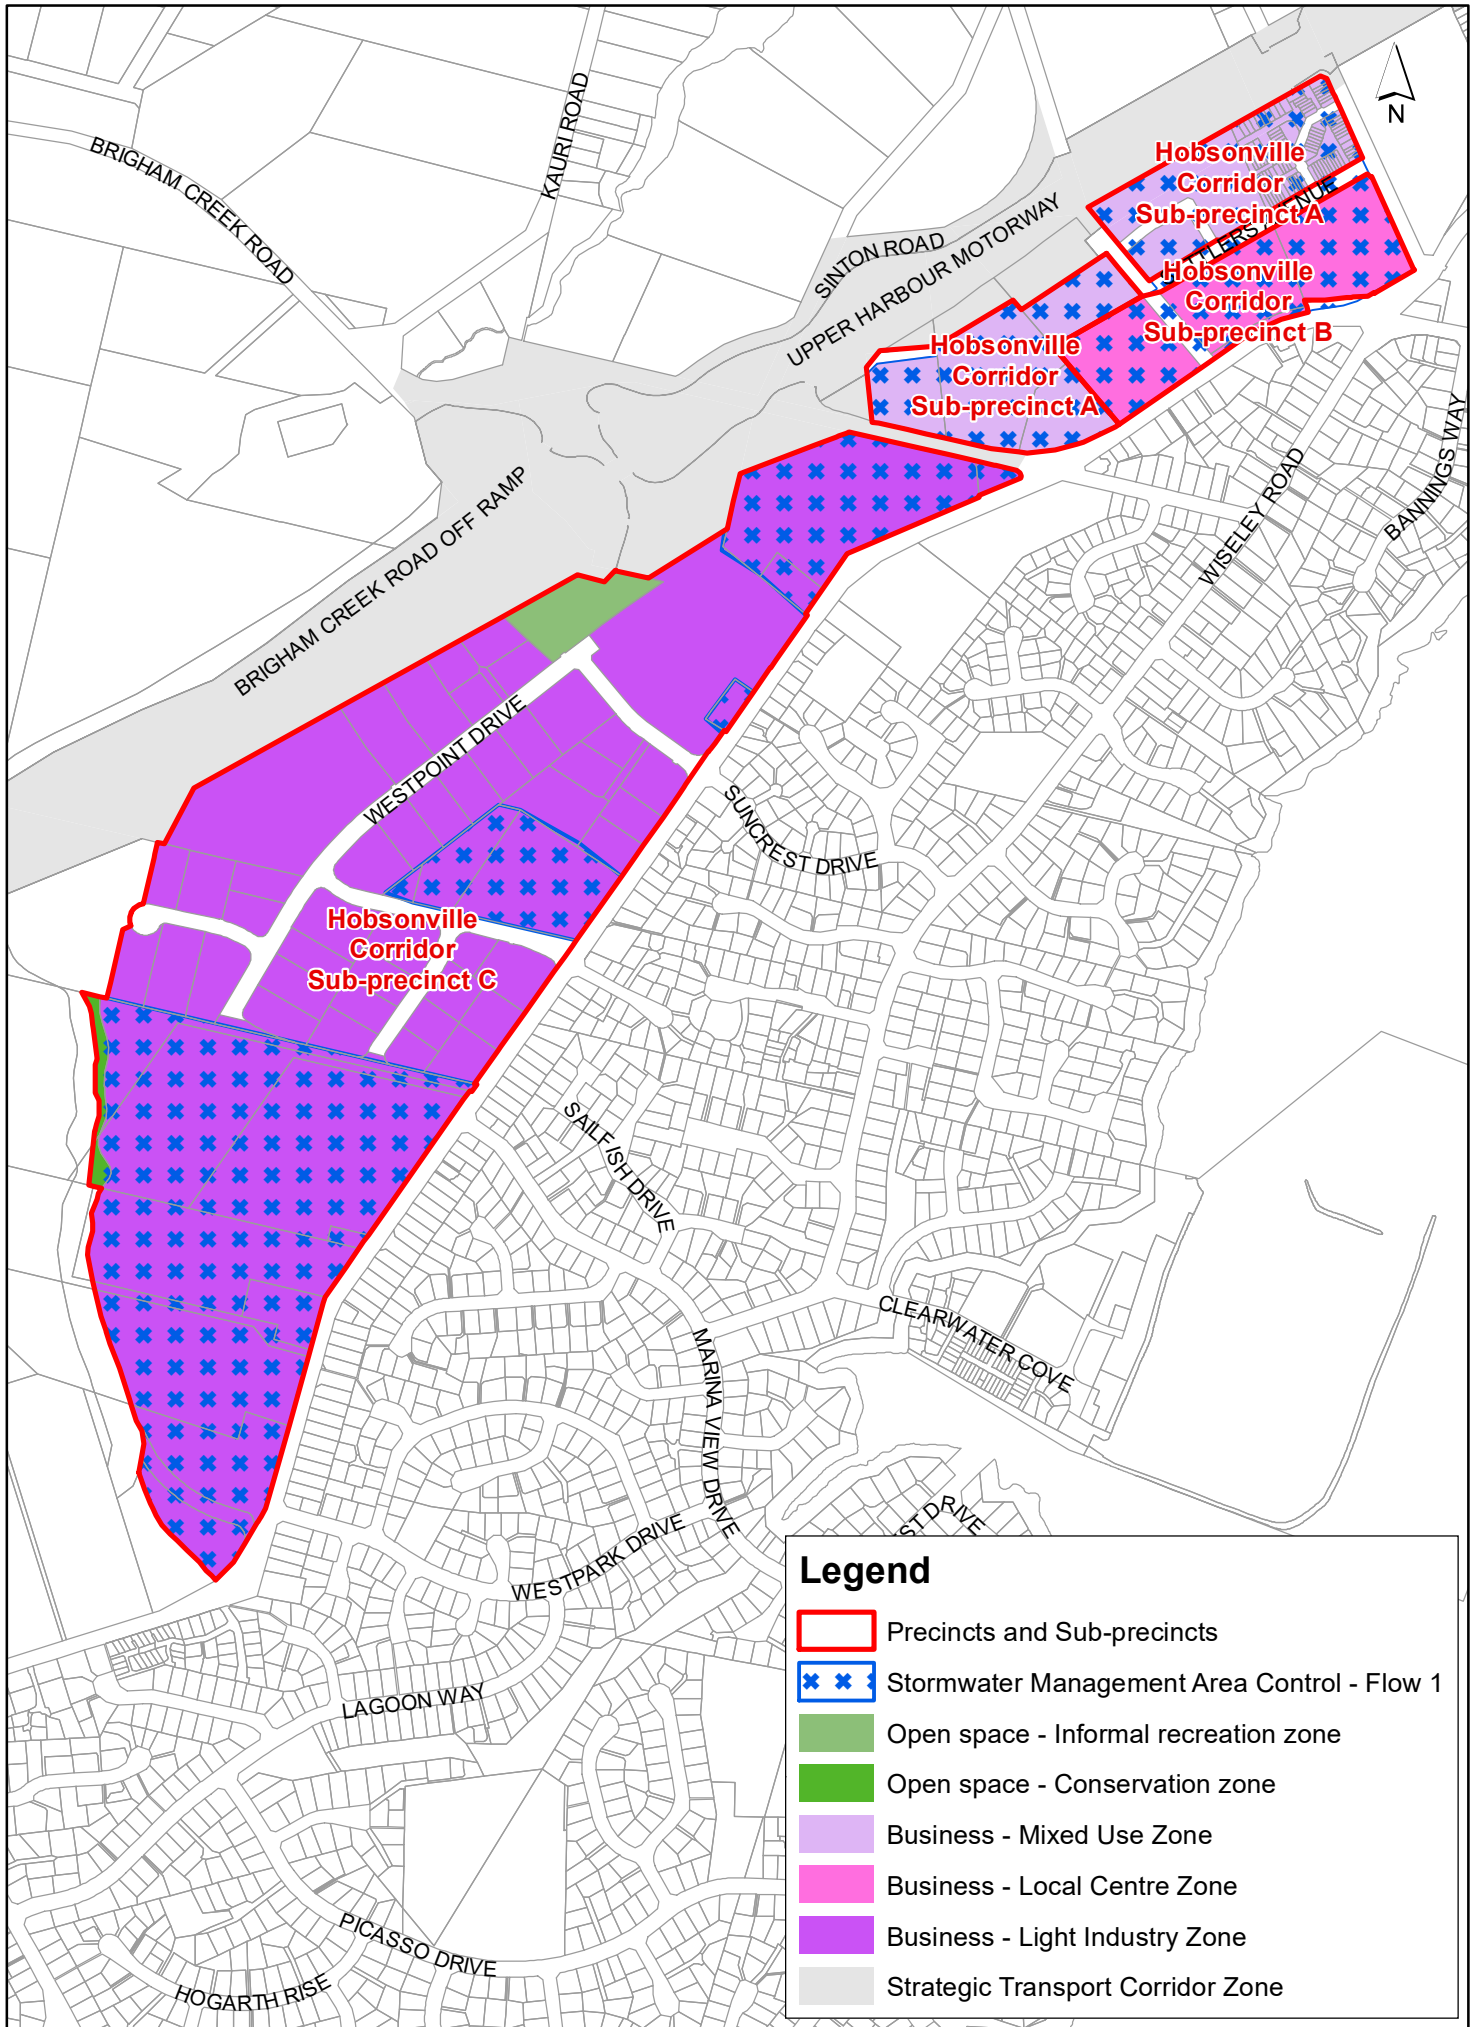 N
BRIGHAM CREEK ROAD
KAURI ROAD
SINTON ROAD
UPPER HARBOUR MOTORWAY
Hobsonville
Corridor
Sub-precinct A
Hobsonville
Corridor
Sub-precinct B
Hobsonville
Corridor
Sub-precinct A
BRIGHAM CREEK ROAD OFF RAMP
WISELEY ROAD
BANNINGS WAY
WESTPOINT DRIVE
SUNCREST DRIVE
Hobsonville
Corridor
Sub-precinct C
SAILFISH DRIVE
CLEARWATER COVE
MARINA VIEW DRIVE
WESTPARK DRIVE
ST DRIVE
LAGOON WAY
PICASSO DRIVE
HOGARTH RISE
Legend
Precincts and Sub-precincts
Stormwater Management Area Control - Flow 1
Open space - Informal recreation zone
Open space - Conservation zone
Business - Mixed Use Zone
Business - Local Centre Zone
Business - Light Industry Zone
Strategic Transport Corridor Zone